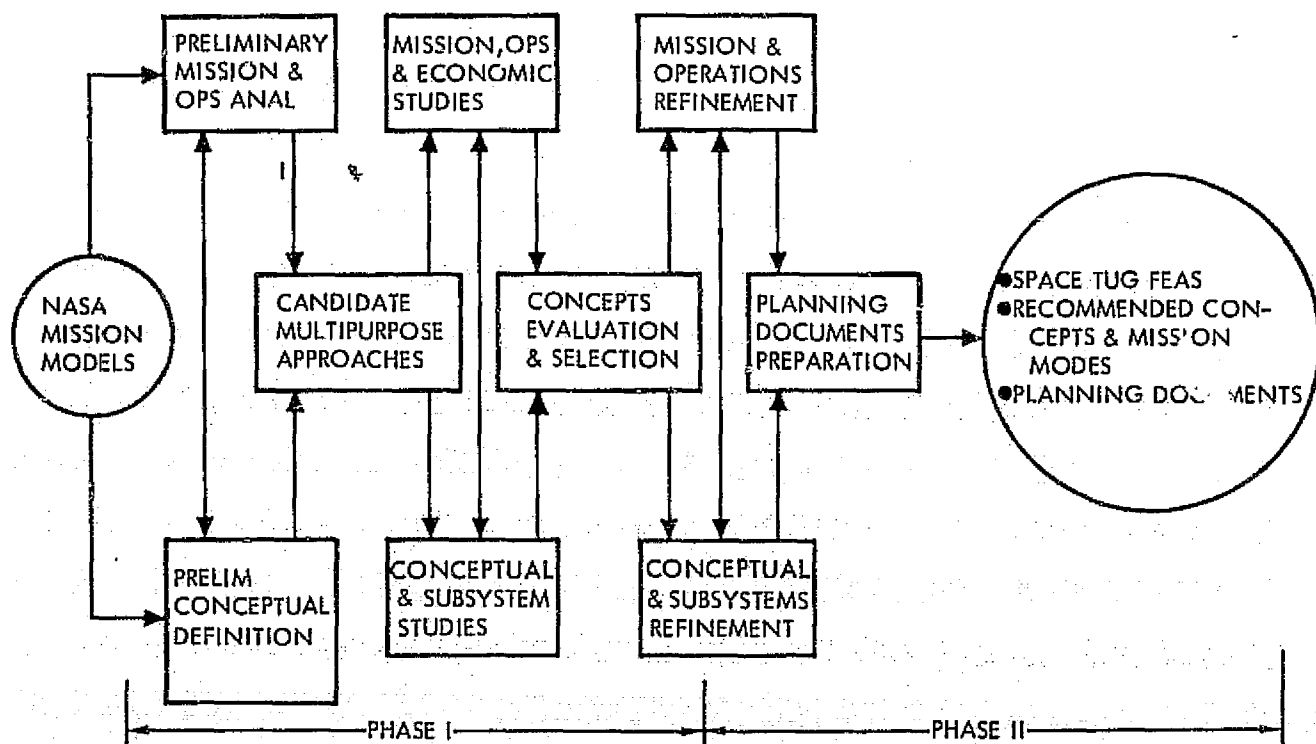 PRELIMINARY
MISSION &
OPS ANAL
MISSION, OPS
& ECONOMIC
STUDIES
MISSION &
OPERATIONS
REFINEMENT
NASA
MISSION
MODELS
CANDIDATE
MULTIPURPOSE
APPROACHES
CONCEPTS
EVALUATION
& SELECTION
PLANNING
DOCUMENTS
PREPARATION
●SPACE TUG FEAS
●RECOMMENDED CON-
CEPTS & MISSION
MODES
●PLANNING DOCUMENTS
PRELIM
CONCEPTUAL
DEFINITION
CONCEPTUAL
& SUBSYSTEM
STUDIES
CONCEPTUAL
& SUBSYSTEMS
REFINEMENT
PHASE I
PHASE II